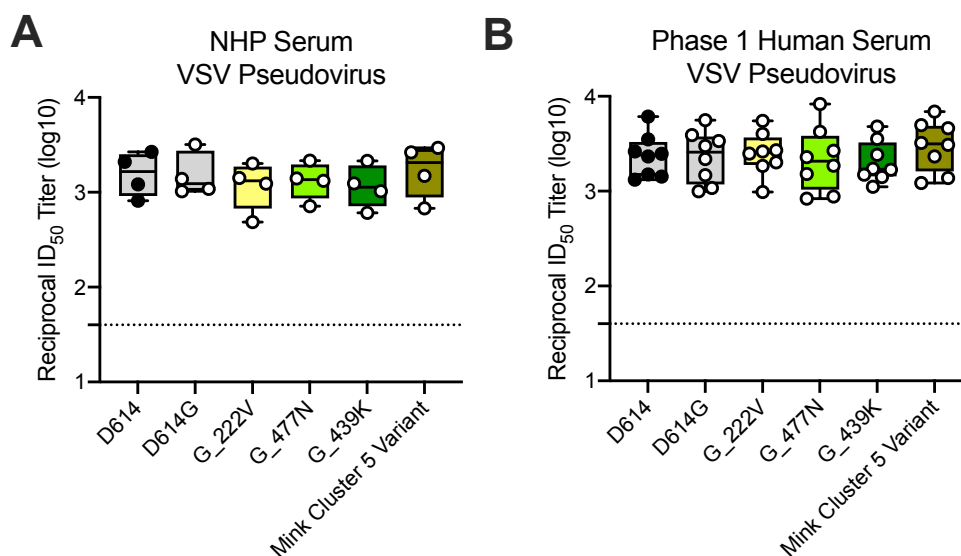 A
NHP Serum
VSV Pseudovirus
Reciprocal ID50 Titer (log10)
4
3
2
1
D614
D614G
G_222V
G_477N
G_439K
Mink Cluster 5 Variant
B
Phase 1 Human Serum
VSV Pseudovirus
Reciprocal ID50 Titer (log10)
4
3
2
1
D614
D614G
G_222V
G_477N
G_439K
Mink Cluster 5 Variant